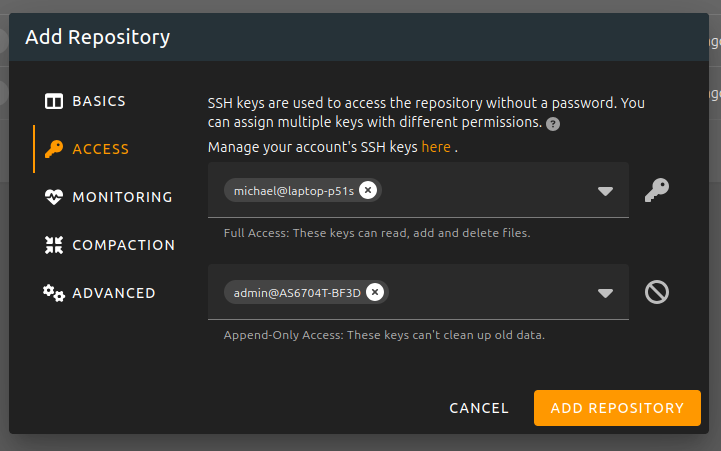 Add Repository
BASICS
ACCESS
MONITORING
COMPACTION
ADVANCED
SSH keys are used to access the repository without a password. You
can assign multiple keys with different permissions. ?
Manage your account's SSH keys here .
michael@laptop-p51s
Full Access: These keys can read, add and delete files.
admin@AS6704T-BF3D
Append-Only Access: These keys can't clean up old data.
CANCEL
ADD REPOSITORY